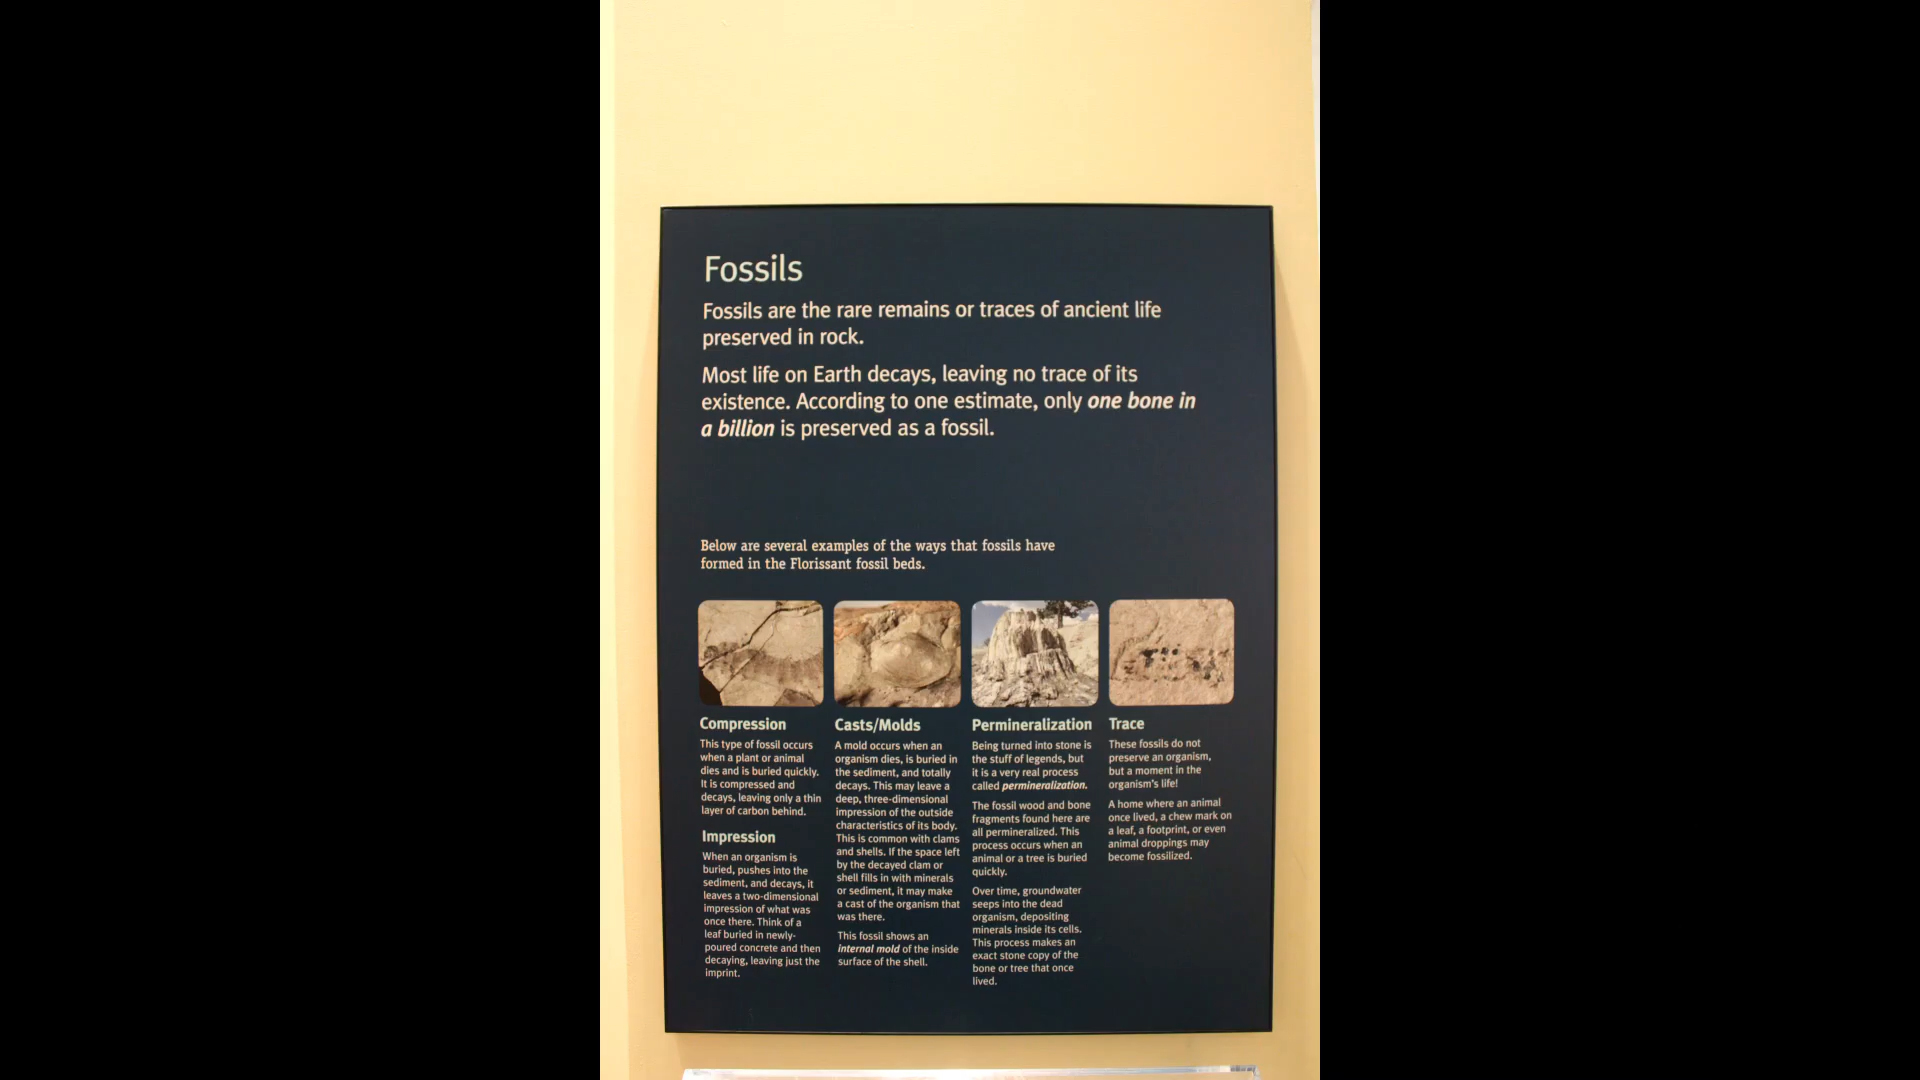 Fossils
Fossils are the rare remains or traces of ancient life
preserved in rock.
Most life on Earth decays, leaving no trace of its
existence. According to one estimate, only one bone in
a billion is preserved as a fossil.
Below are several examples of the ways that fossils have
formed in the Florissant fossil beds.
Compression
This type of fossil occurs
when a plant or animal
dies and is buried quickly.
It is compressed and
decays, leaving only a thin
layer of carbon behind.
Impression
When an organism is
buried, pushes into the
sediment, and decays, it
leaves a two-dimensional
impression of what was
once there. Think of a
leaf buried in newly-
poured concrete and then
decaying, leaving just the
imprint.
Casts/Molds
A mold occurs when an
organism dies, is buried in
the sediment, and totally
decays. This may leave a
deep, three-dimensional
impression of the outside
characteristics of its body.
This is common with clams
and shells. If the space left
by the decayed clam or
shell fills in with minerals
or sediment, it may make
a cast of the organism that
was there.
This fossil shows an
internal mold of the inside
surface of the shell.
Permineralization
Being turned into stone is
the stuff of legends, but
it is a very real process
called permineralization.
The fossil wood and bone
fragments found here are
all permineralized. This
process occurs when an
animal or a tree is buried
quickly.
Over time, groundwater
seeps into the dead
organism, depositing
minerals inside its cells.
This process makes an
exact stone copy of the
bone or tree that once
lived.
Trace
These fossils do not
preserve an organism,
but a moment in the
organism's life!
A home where an animal
once lived, a chew mark on
a leaf, a footprint, or even
animal droppings may
become fossilized.